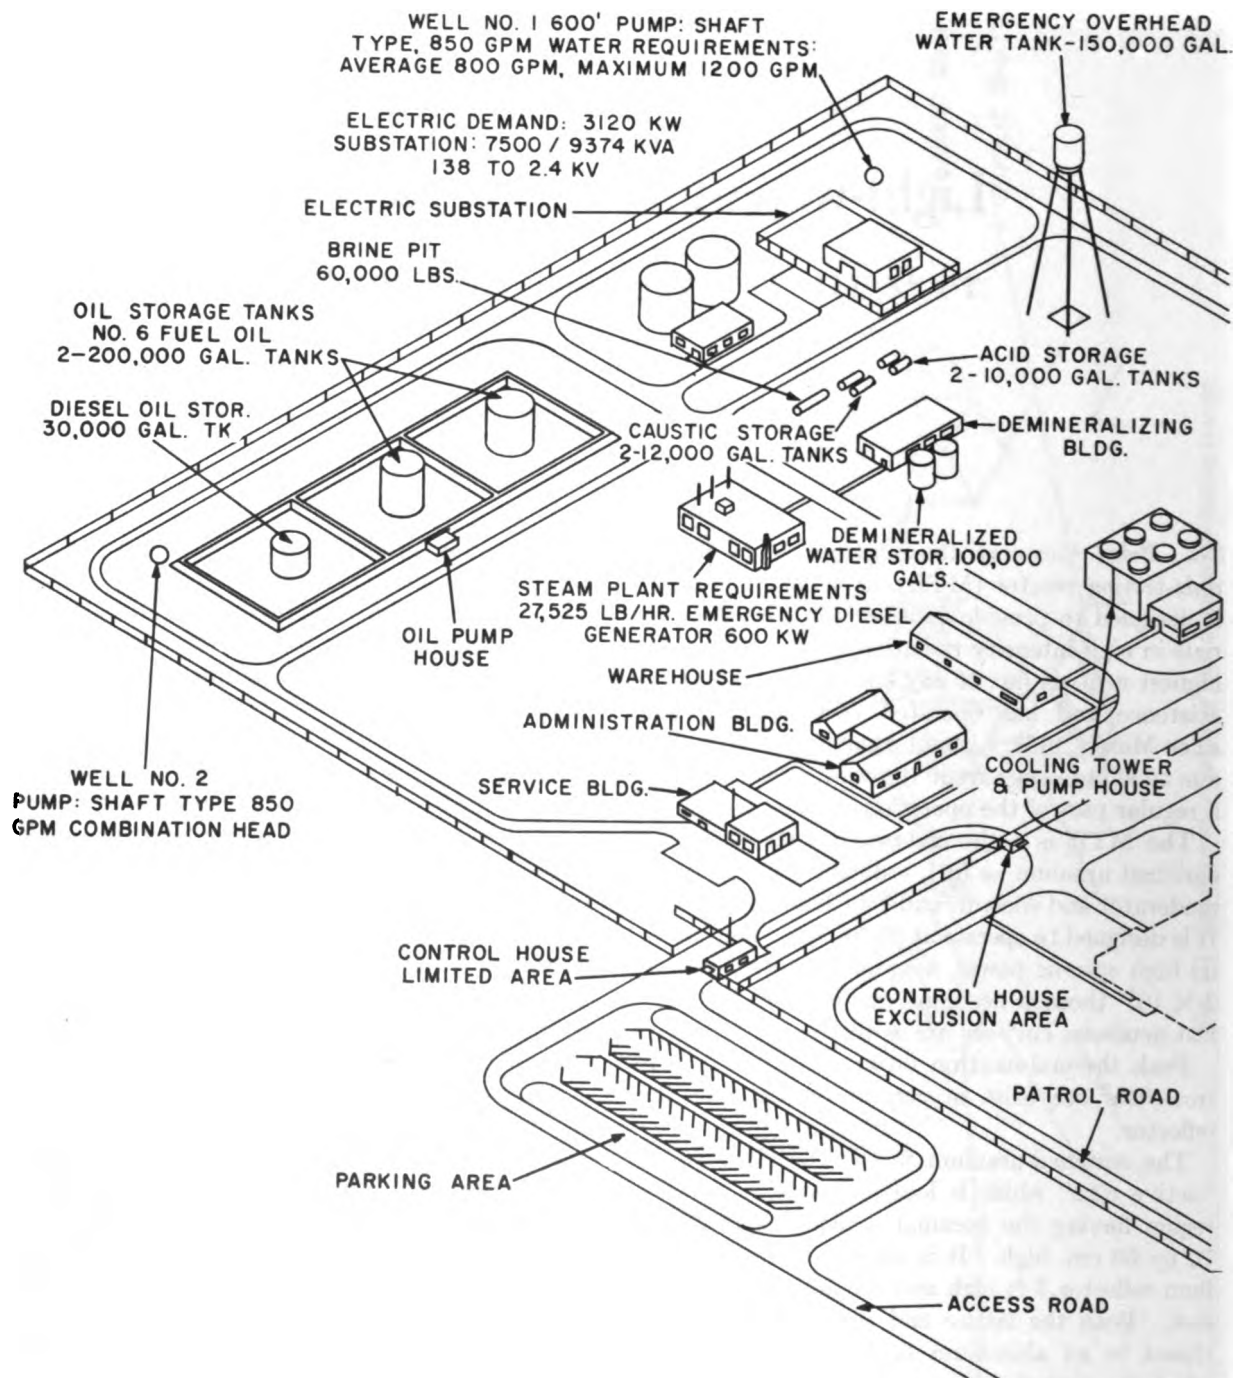 WELL NO. 1 600' PUMP: SHAFT
TYPE, 850 GPM WATER REQUIREMENTS:
AVERAGE 800 GPM, MAXIMUM 1200 GPM
EMERGENCY OVERHEAD
WATER TANK-150,000 GAL.
ELECTRIC DEMAND: 3120 KW
SUBSTATION: 7500 / 9374 KVA
138 TO 2.4 KV
ELECTRIC SUBSTATION
BRINE PIT
60,000 LBS.
OIL STORAGE TANKS
NO. 6 FUEL OIL
2-200,000 GAL. TANKS
DIESEL OIL STOR.
30,000 GAL. TK
ACID STORAGE
2-10,000 GAL. TANKS
CAUSTIC STORAGE
2-12,000 GAL. TANKS
DEMINERALIZING
BLDG.
DEMINERALIZED
WATER STOR. 100,000
GALS.
STEAM PLANT REQUIREMENTS
27,525 LB/HR. EMERGENCY DIESEL
GENERATOR 600 KW
OIL PUMP
HOUSE
WAREHOUSE
ADMINISTRATION BLDG.
SERVICE BLDG.
COOLING TOWER
& PUMP HOUSE
WELL NO. 2
PUMP: SHAFT TYPE 850
GPM COMBINATION HEAD
CONTROL HOUSE
LIMITED AREA
CONTROL HOUSE
EXCLUSION AREA
PATROL ROAD
PARKING AREA
ACCESS ROAD